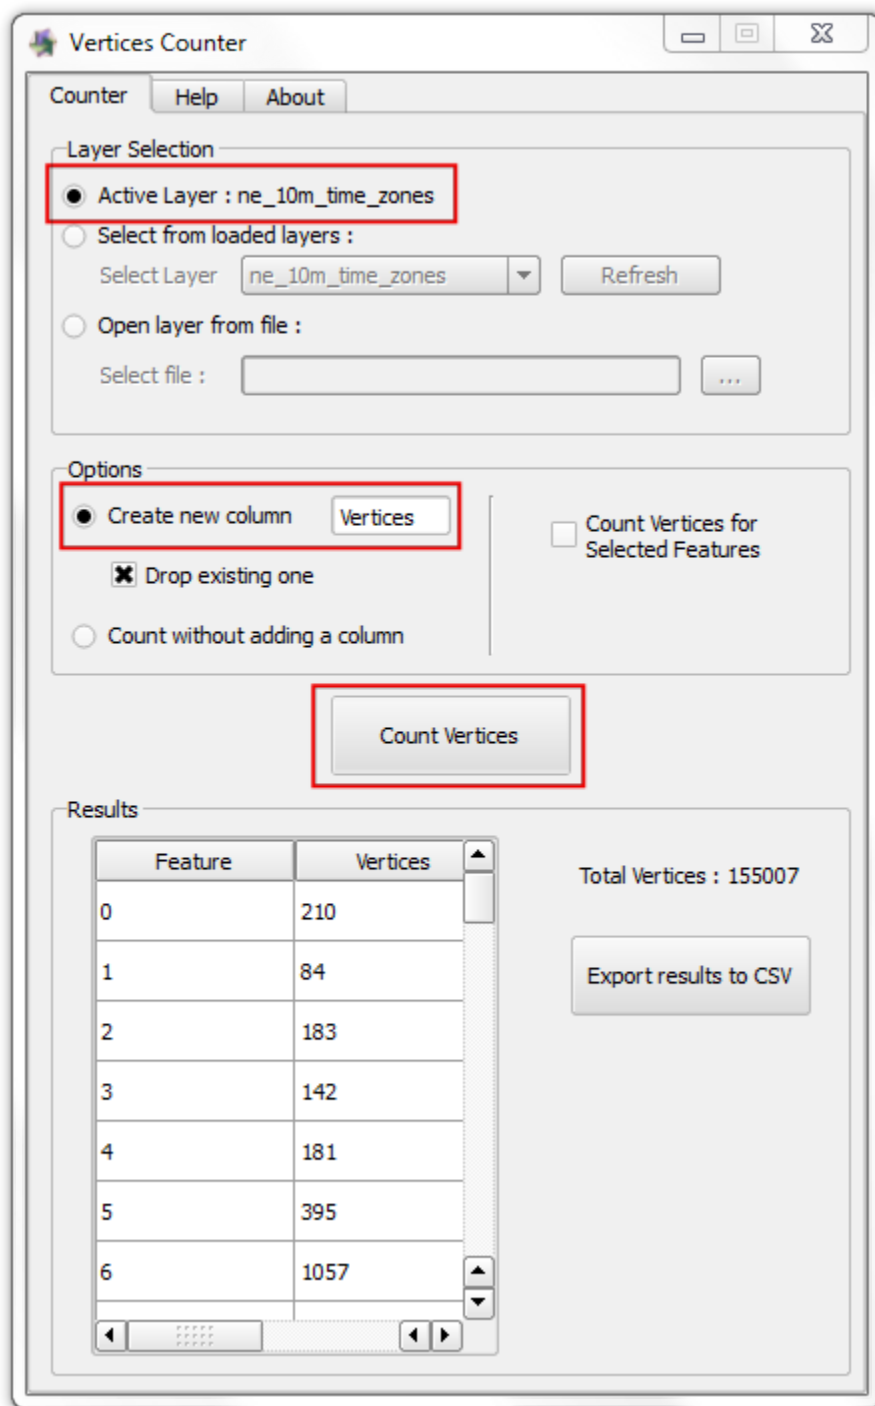 Vertices Counter
Counter Help About
Layer Selection
Active Layer : ne_10m_time_zones
Select from loaded layers :
Select Layer ne_10m_time_zones Refresh
Open layer from file :
Select file : ...
Options
Create new column Vertices
Drop existing one
Count without adding a column
Count Vertices for
Selected Features
Count Vertices
Results
Feature Vertices
0 210
1 84
2 183
3 142
4 181
5 395
6 1057
Total Vertices : 155007
Export results to CSV